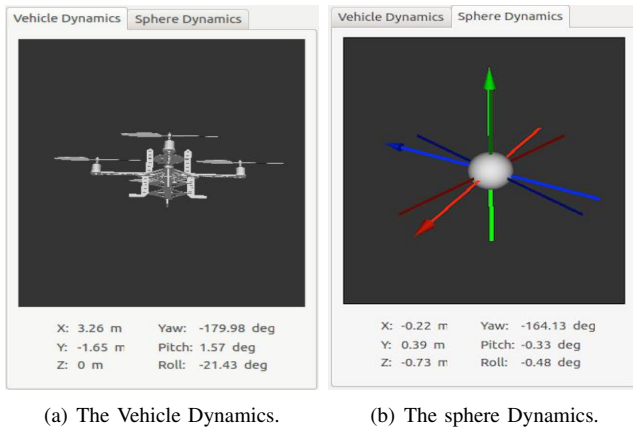 Vehicle Dynamics Sphere Dynamics
X: 3.26 m Yaw: -179.98 deg
Y: -1.65 m Pitch: 1.57 deg
Z: 0 m Roll: -21.43 deg
(a) The Vehicle Dynamics.
Vehicle Dynamics Sphere Dynamics
X: -0.22 m Yaw: -164.13 deg
Y: 0.39 m Pitch: -0.33 deg
Z: -0.73 m Roll: -0.48 deg
(b) The sphere Dynamics.